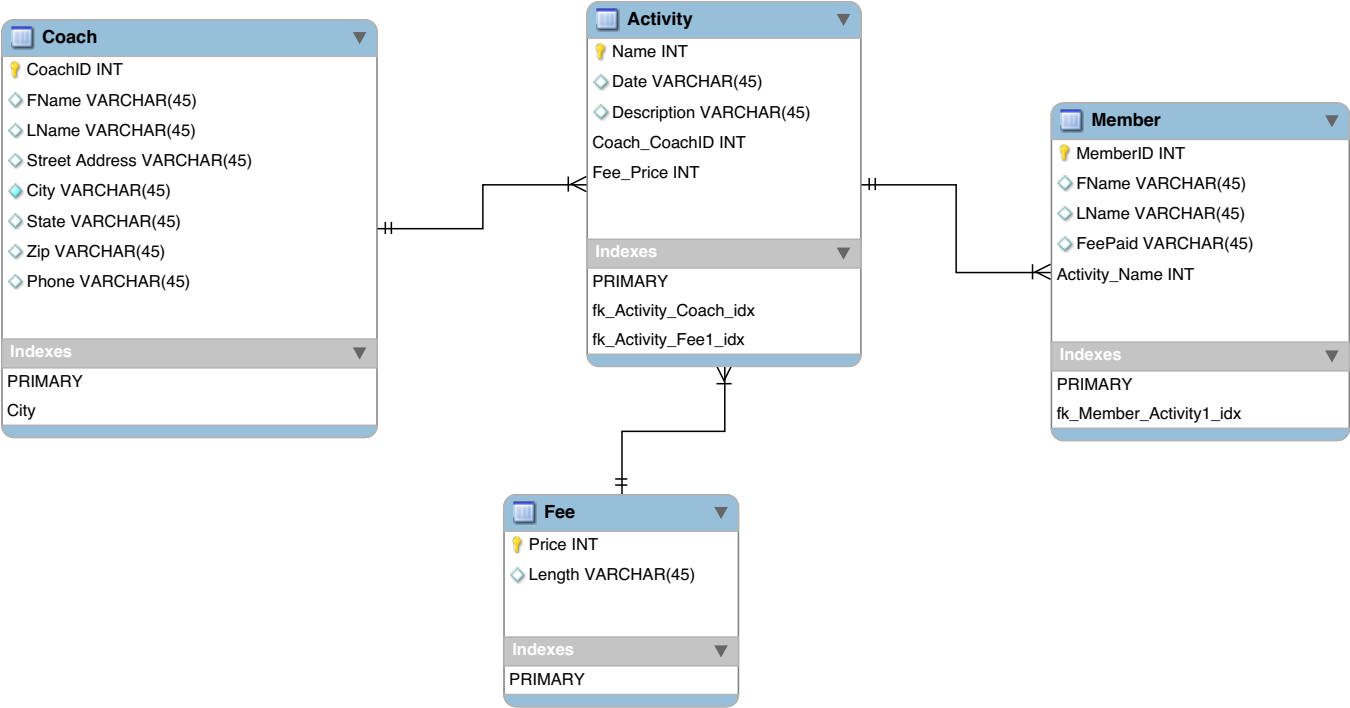 Coach
CoachID INT
FName VARCHAR(45)
LName VARCHAR(45)
Street Address VARCHAR(45)
City VARCHAR(45)
State VARCHAR(45)
Zip VARCHAR(45)
Phone VARCHAR(45)
Indexes
PRIMARY
City
Activity
Name INT
Date VARCHAR(45)
Description VARCHAR(45)
Coach_CoachID INT
Fee_Price INT
Indexes
PRIMARY
fk_Activity_Coach_idx
fk_Activity_Fee1_idx
Member
MemberID INT
FName VARCHAR(45)
LName VARCHAR(45)
FeePaid VARCHAR(45)
Activity_Name INT
Indexes
PRIMARY
fk_Member_Activity1_idx
Fee
Price INT
Length VARCHAR(45)
Indexes
PRIMARY